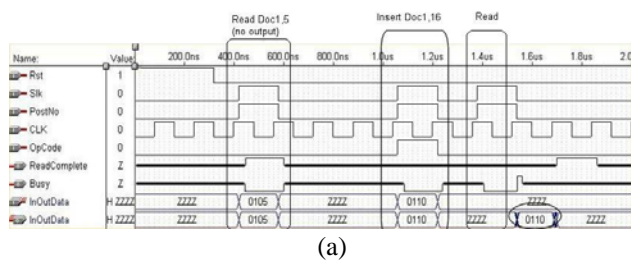 Read Doc1,5 Insert Doc1,16 Read
(no output)
Name: Value 200.0ns 400.0ns 600.0ns 800.0ns 1.0us 1.2us 1.4us 1.6us 1.8us 2.0
Rst 1
Slk 0
PostNo 0
CLK 0
OpCode 0
ReadComplete Z
Busy Z
InOutData H ZZZZ ZZZZ 0105 ZZZZ 0110 ZZZZ
InOutData H ZZZZ ZZZZ 0105 ZZZZ 0110 ZZZZ 0110 ZZZZ
(a)